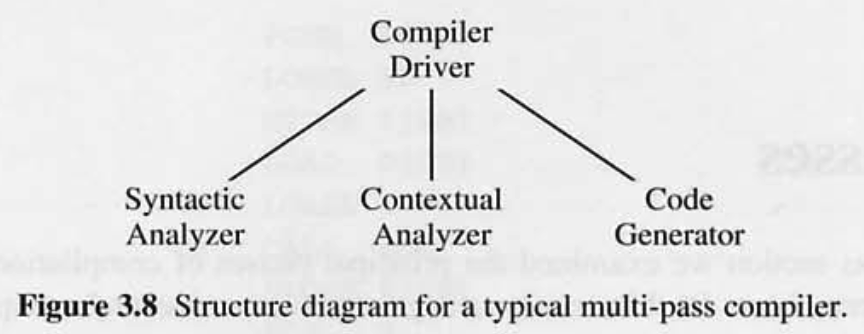 Compiler
Driver
Syntactic
Analyzer
Contextual
Analyzer
Code
Generator
Figure 3.8 Structure diagram for a typical multi-pass compiler.